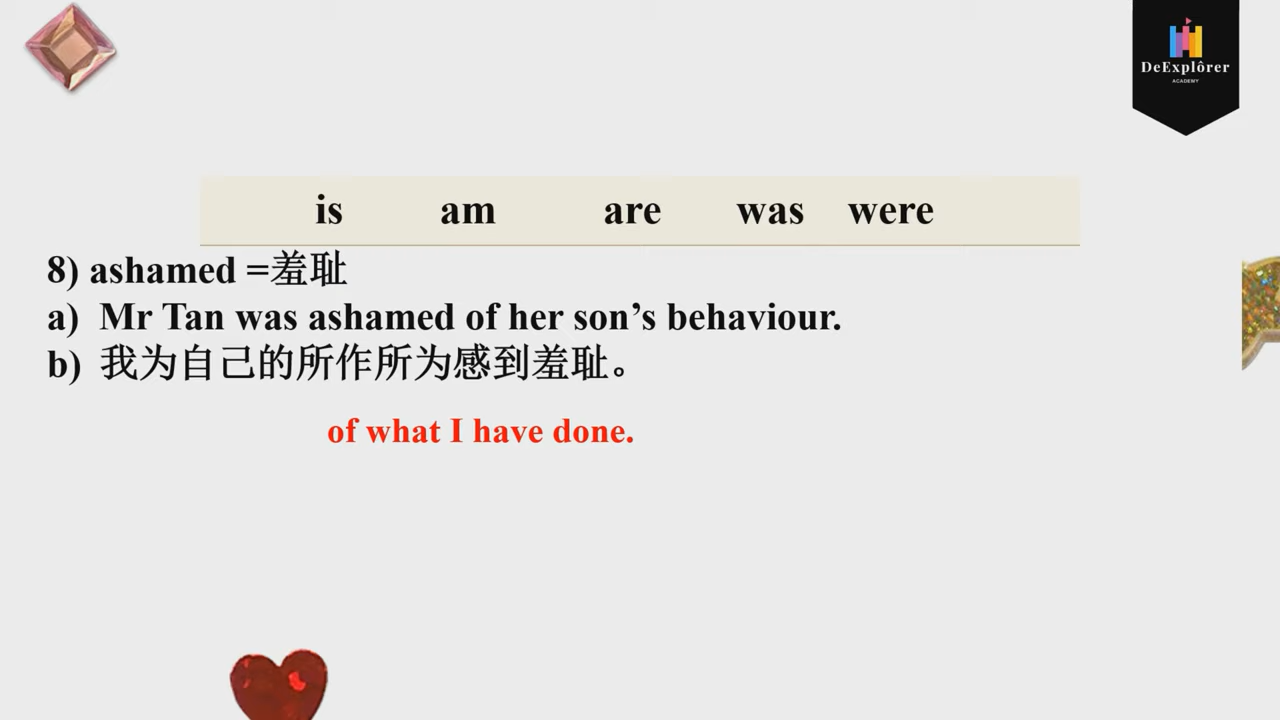 DeExplôrer
ACADEMY
is am are was were
8) ashamed =羞耻
a) Mr Tan was ashamed of her son’s behaviour.
b) 我为自己的所作所为感到羞耻。
of what I have done.